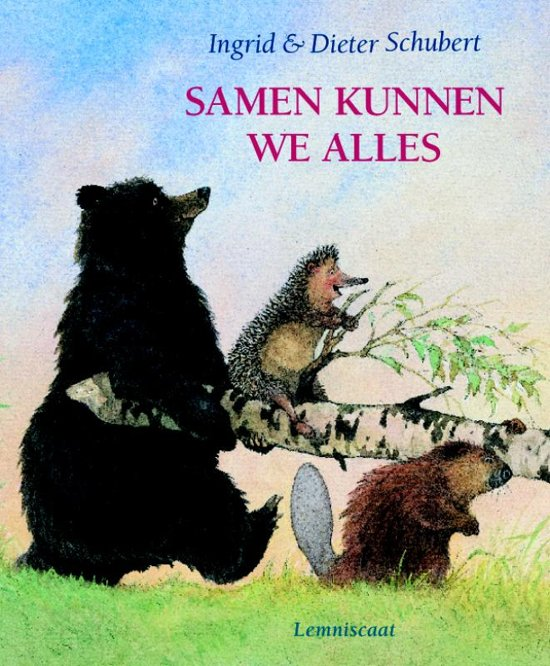 Ingrid & Dieter Schubert
SAMEN KUNNEN
WE ALLES
Lemniscaat